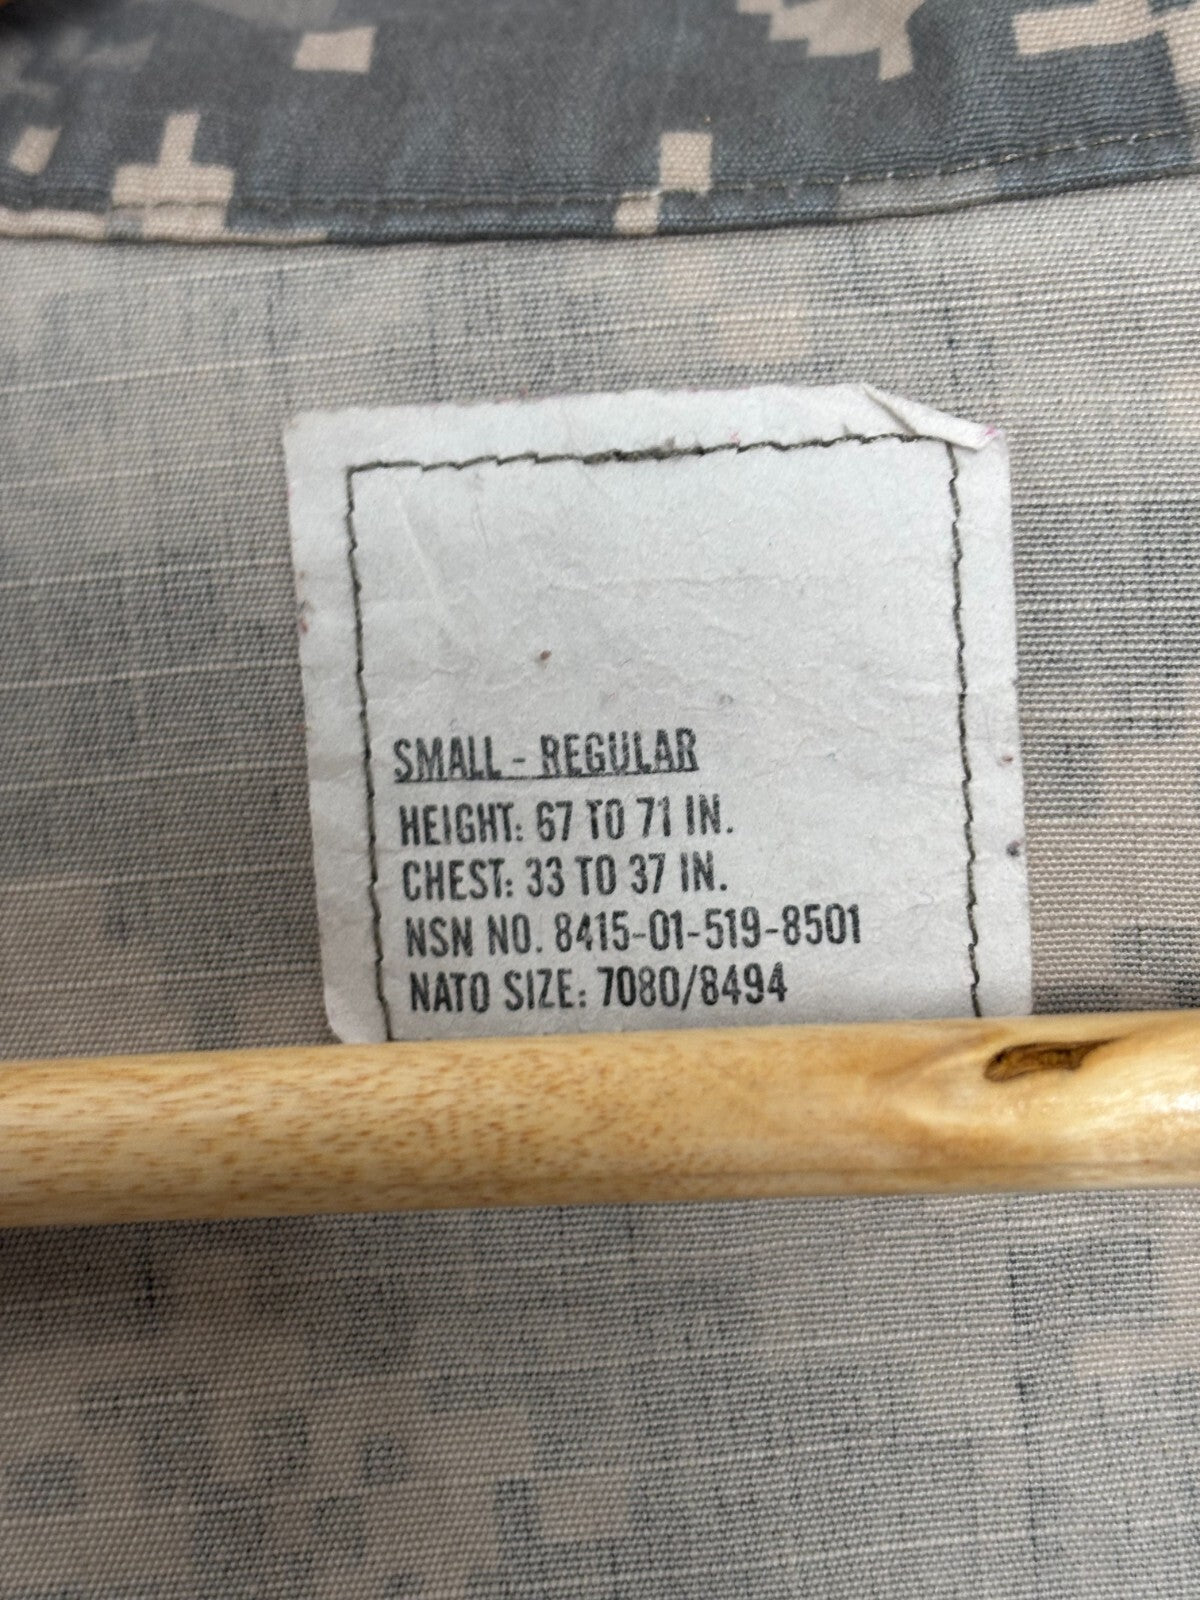 SMALL - REGULAR
HEIGHT: 67 TO 71 IN.
CHEST: 33 TO 37 IN.
NSN NO. 8415-01-519-8501
NATO SIZE: 7080/8494